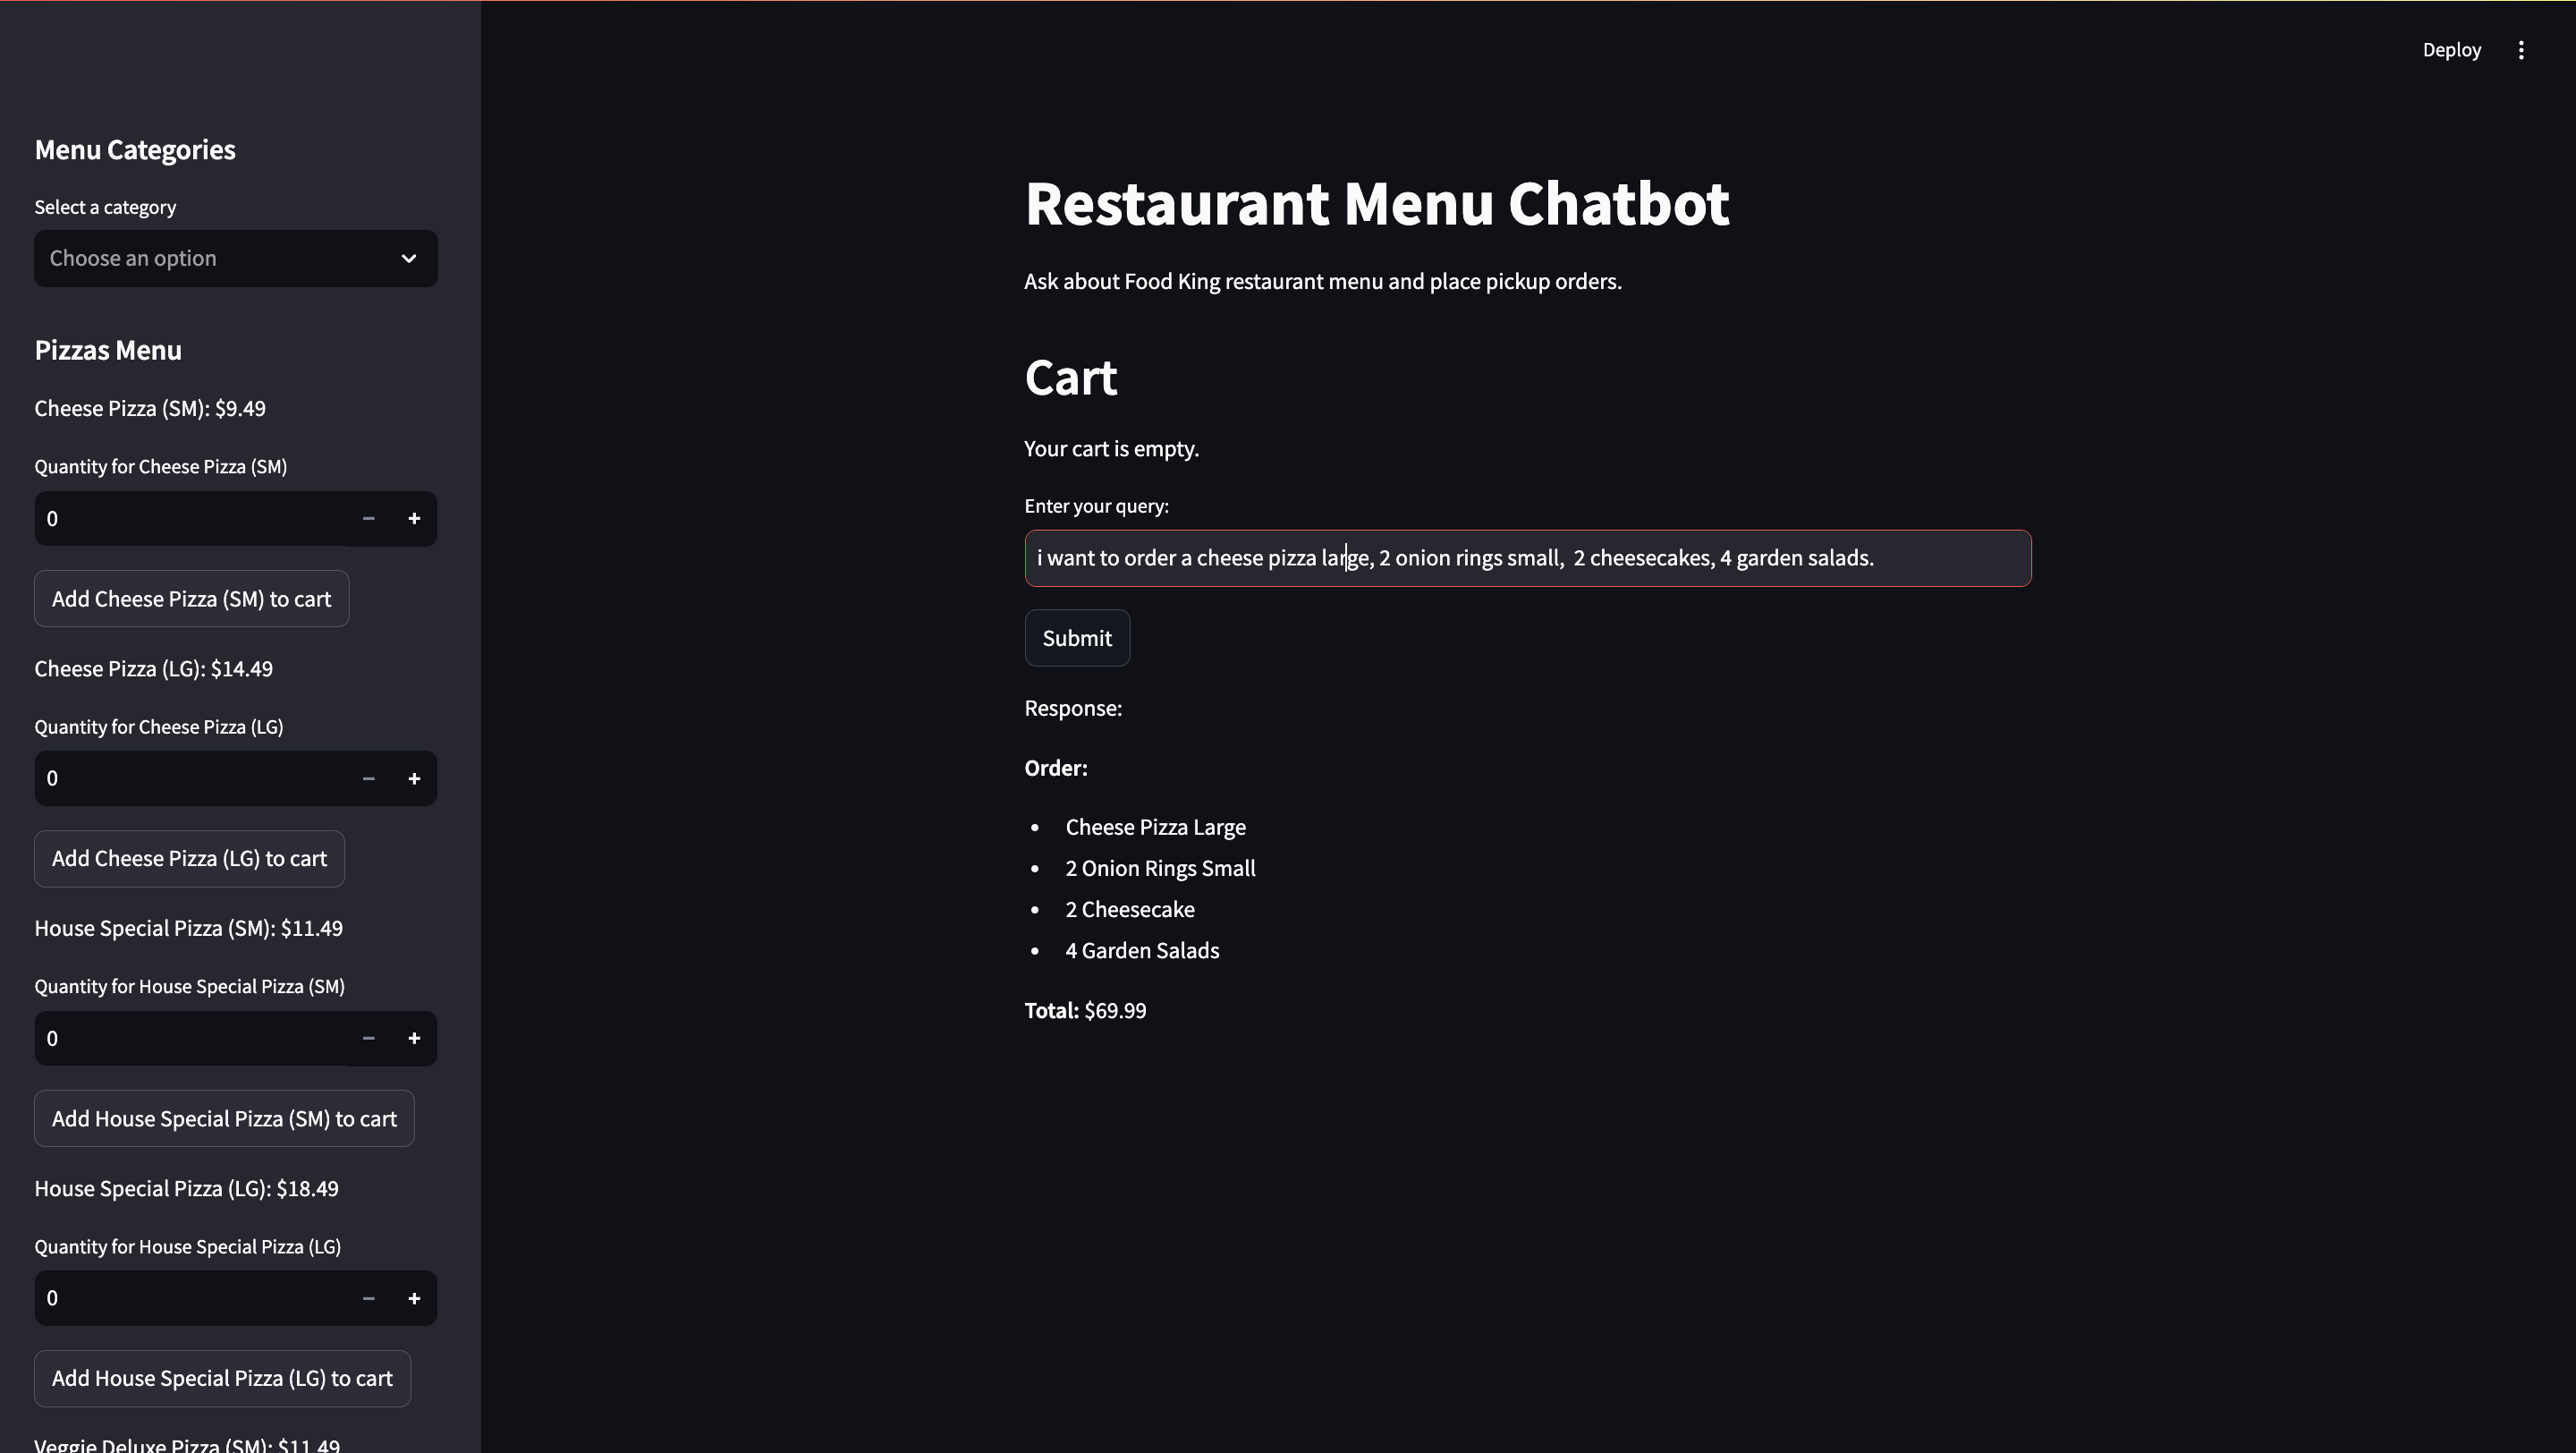 Deploy
Menu Categories
Select a category
Choose an option
Pizzas Menu
Cheese Pizza (SM): $9.49
Quantity for Cheese Pizza (SM)
0
Add Cheese Pizza (SM) to cart
Cheese Pizza (LG): $14.49
Quantity for Cheese Pizza (LG)
0
Add Cheese Pizza (LG) to cart
House Special Pizza (SM): $11.49
Quantity for House Special Pizza (SM)
0
Add House Special Pizza (SM) to cart
House Special Pizza (LG): $18.49
Quantity for House Special Pizza (LG)
0
Add House Special Pizza (LG) to cart
Veggie Deluxe Pizza (SM): $11.49
Restaurant Menu Chatbot
Ask about Food King restaurant menu and place pickup orders.
Cart
Your cart is empty.
Enter your query:
i want to order a cheese pizza large, 2 onion rings small,  2 cheesecakes, 4 garden salads.
Submit
Response:
Order:
• Cheese Pizza Large
• 2 Onion Rings Small
• 2 Cheesecake
• 4 Garden Salads
Total: $69.99